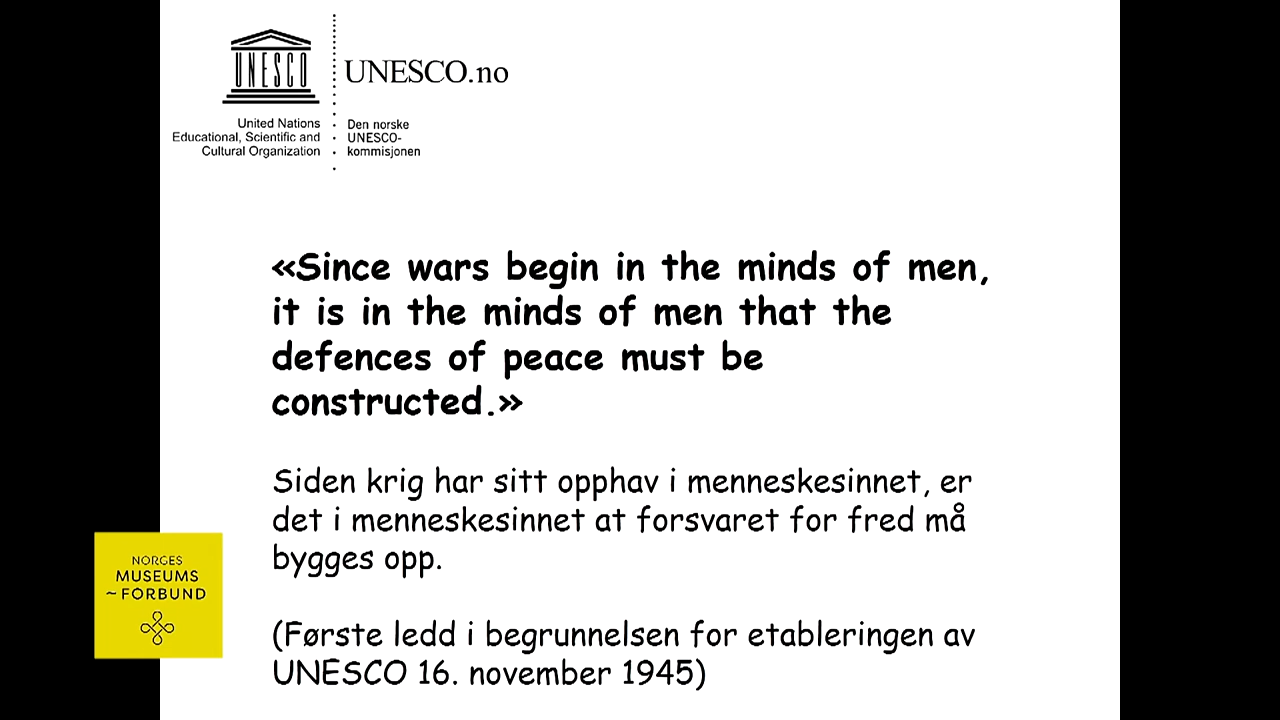 UNESCO
UNESCO.no
United Nations
Educational, Scientific and
Cultural Organization
Den norske
UNESCO-
kommisjonen
«Since wars begin in the minds of men,
it is in the minds of men that the
defences of peace must be
constructed.»
Siden krig har sitt opphav i menneskesinnet, er
det i menneskesinnet at forsvaret for fred må
bygges opp.
(Første ledd i begrunnelsen for etableringen av
UNESCO 16. november 1945)
NORGES
MUSEUMS
~FORBUND